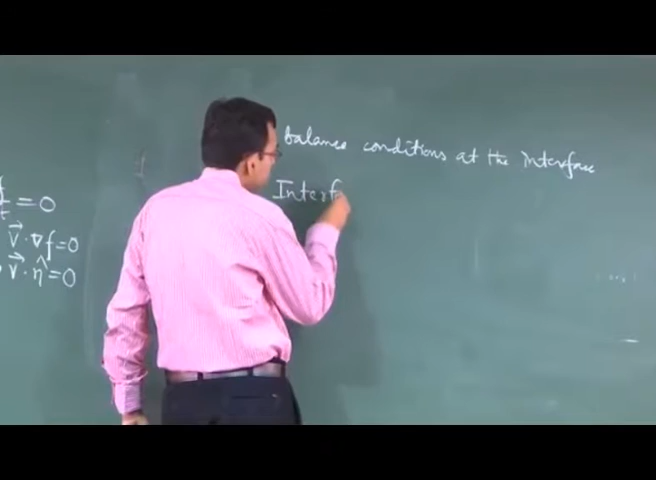 balance conditions at the interface
Interf
= 0
V⃗ · ∇f = 0
V⃗ · η̂ = 0